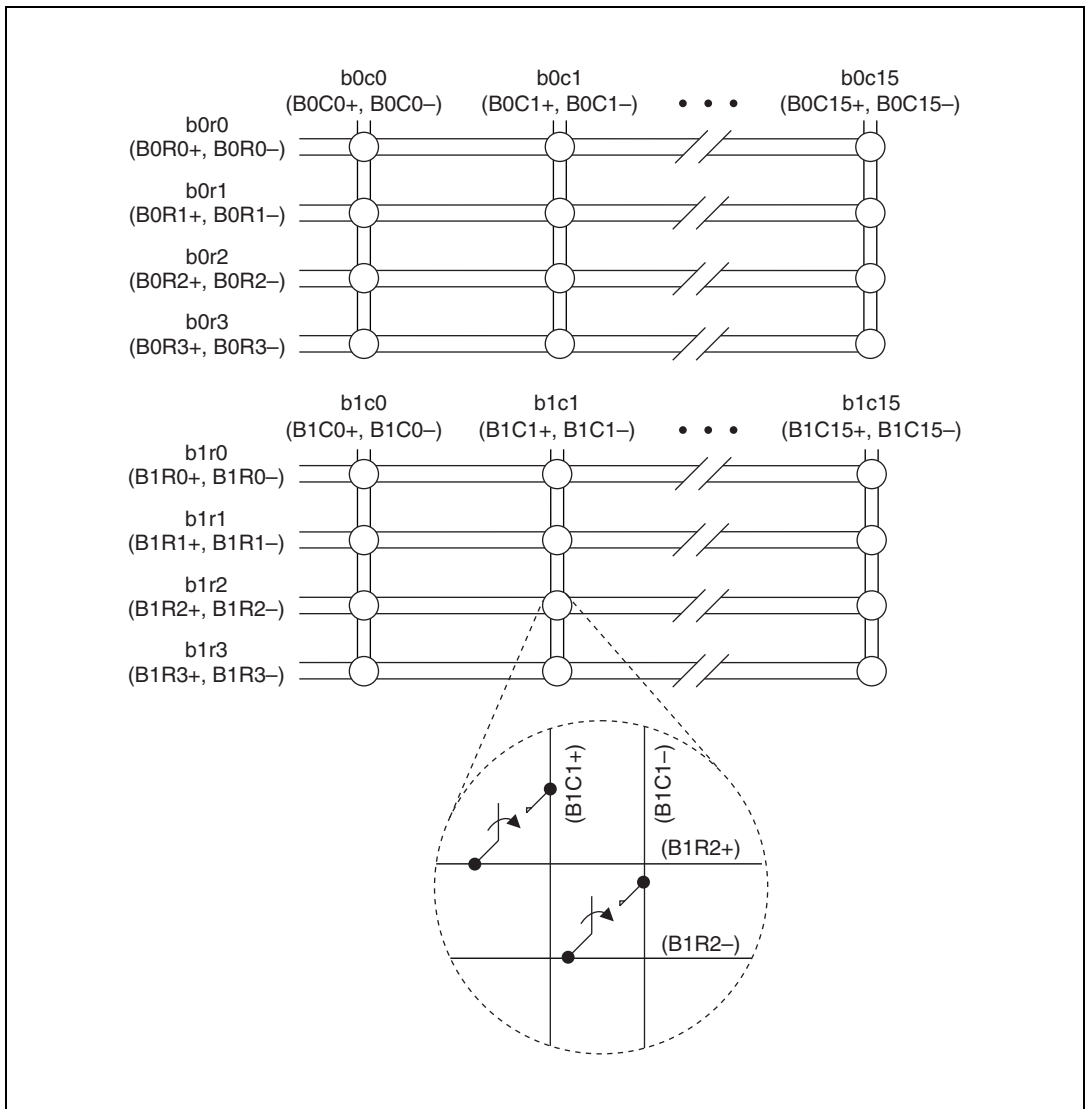 b0c0 b0c1 b0c15
(B0C0+, B0C0–) (B0C1+, B0C1–) • • • (B0C15+, B0C15–)
b0r0
(B0R0+, B0R0–)
b0r1
(B0R1+, B0R1–)
b0r2
(B0R2+, B0R2–)
b0r3
(B0R3+, B0R3–)
b1c0 b1c1 b1c15
(B1C0+, B1C0–) (B1C1+, B1C1–) • • • (B1C15+, B1C15–)
b1r0
(B1R0+, B1R0–)
b1r1
(B1R1+, B1R1–)
b1r2
(B1R2+, B1R2–)
b1r3
(B1R3+, B1R3–)
(B1C1+)
(B1C1–)
(B1R2+)
(B1R2–)